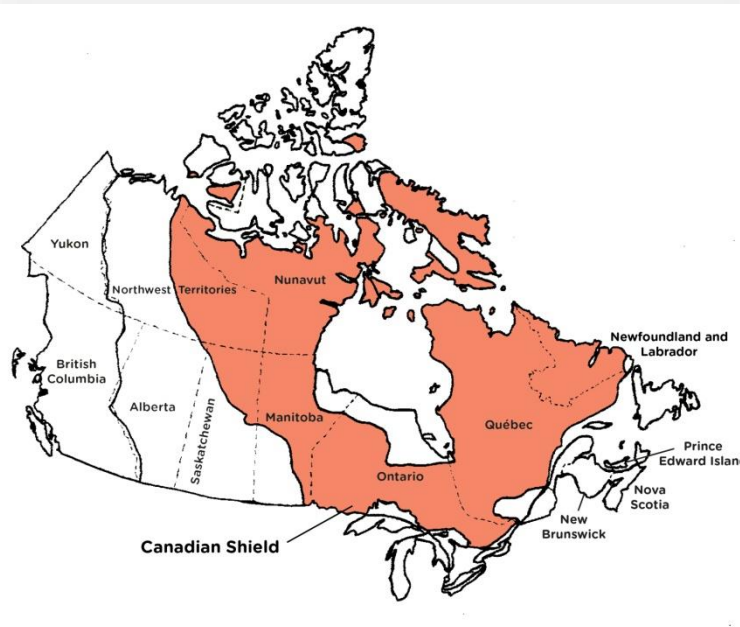 Yukon
Northwest Territories
Nunavut
British
Columbia
Alberta
Saskatchewan
Manitoba
Ontario
Québec
Newfoundland and
Labrador
Prince
Edward Islan
Nova
Scotia
New
Brunswick
Canadian Shield